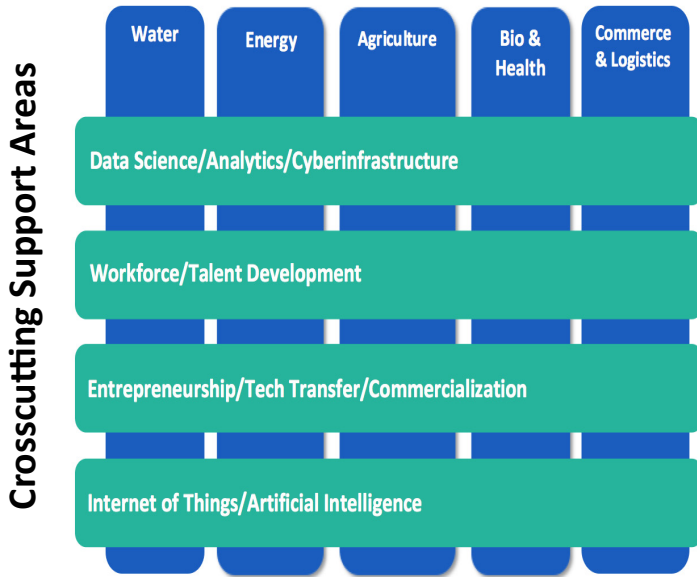 Crosscutting Support Areas
Water
Energy
Agriculture
Bio &
Health
Commerce
& Logistics
Data Science/Analytics/Cyberinfrastructure
Workforce/Talent Development
Entrepreneurship/Tech Transfer/Commercialization
Internet of Things/Artificial Intelligence